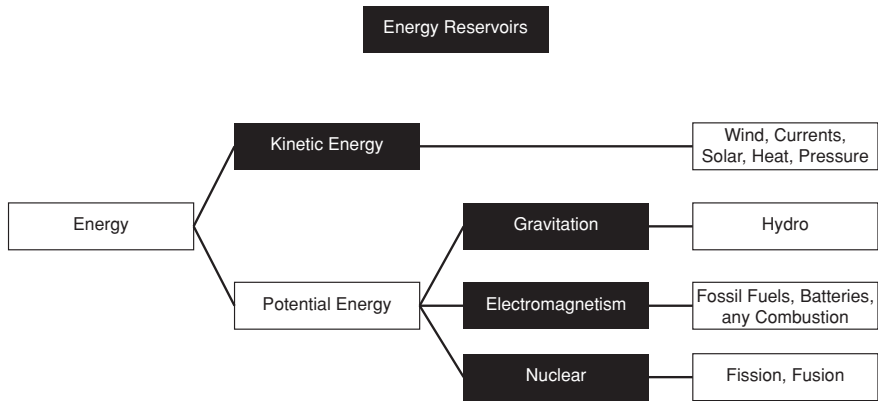 Energy Reservoirs
Kinetic Energy
Wind, Currents,
Solar, Heat, Pressure
Energy
Gravitation
Hydro
Potential Energy
Electromagnetism
Fossil Fuels, Batteries,
any Combustion
Nuclear
Fission, Fusion